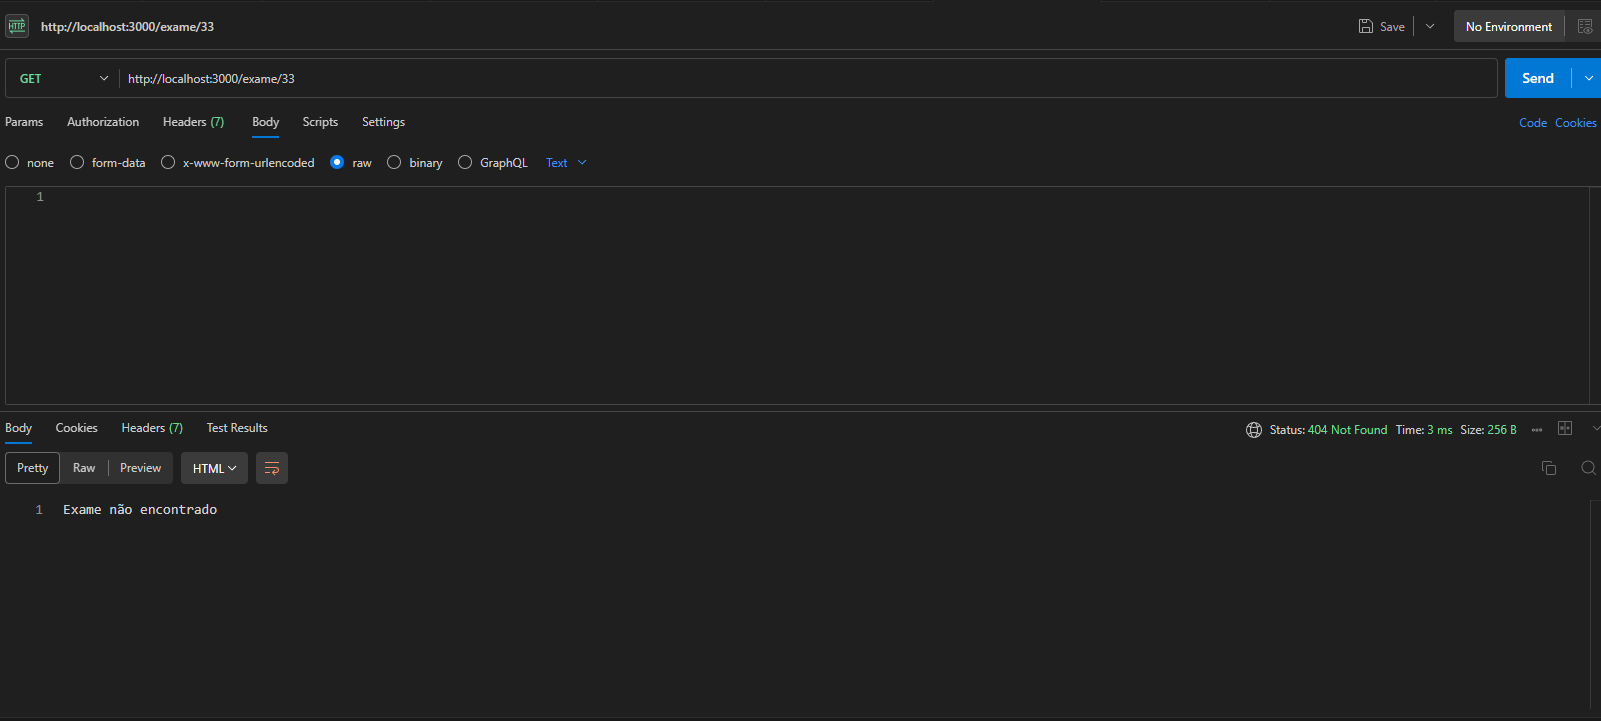 HTTP http://localhost:3000/exame/33 Save No Environment
GET http://localhost:3000/exame/33 Send
Params Authorization Headers (7) Body Scripts Settings Code Cookies
none form-data x-www-form-urlencoded raw binary GraphQL Text
1
Body Cookies Headers (7) Test Results Status: 404 Not Found Time: 3 ms Size: 256 B
Pretty Raw Preview HTML
1 Exame não encontrado